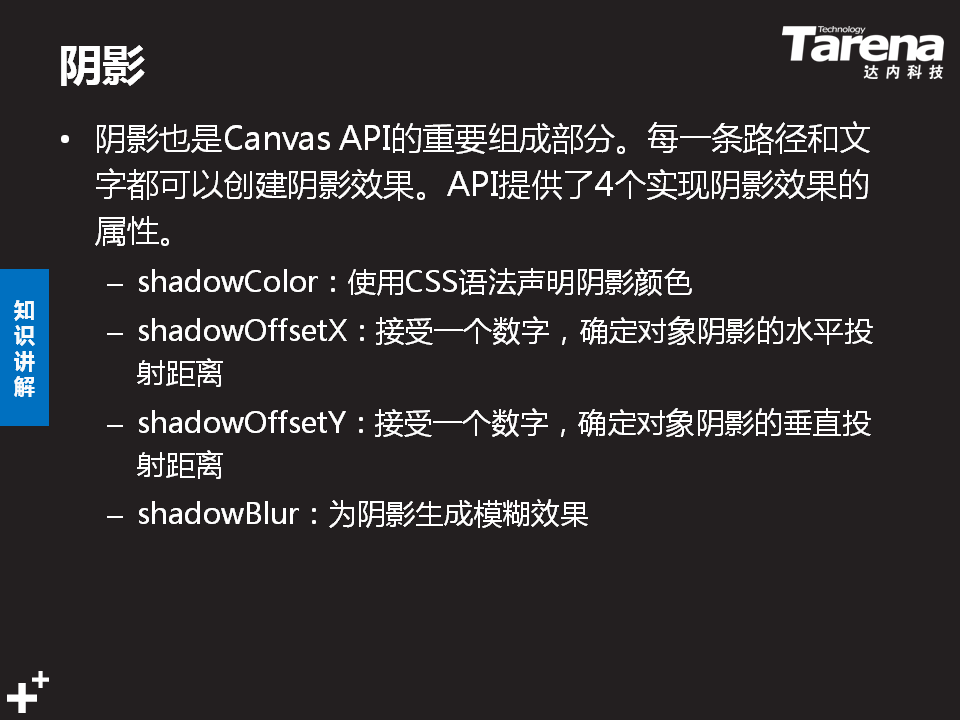 阴影
Technology
Tarena
达内科技
• 阴影也是Canvas API的重要组成部分。每一条路径和文
字都可以创建阴影效果。API提供了4个实现阴影效果的
属性。
– shadowColor：使用CSS语法声明阴影颜色
– shadowOffsetX：接受一个数字，确定对象阴影的水平投
射距离
– shadowOffsetY：接受一个数字，确定对象阴影的垂直投
射距离
– shadowBlur：为阴影生成模糊效果
知
识
讲
解